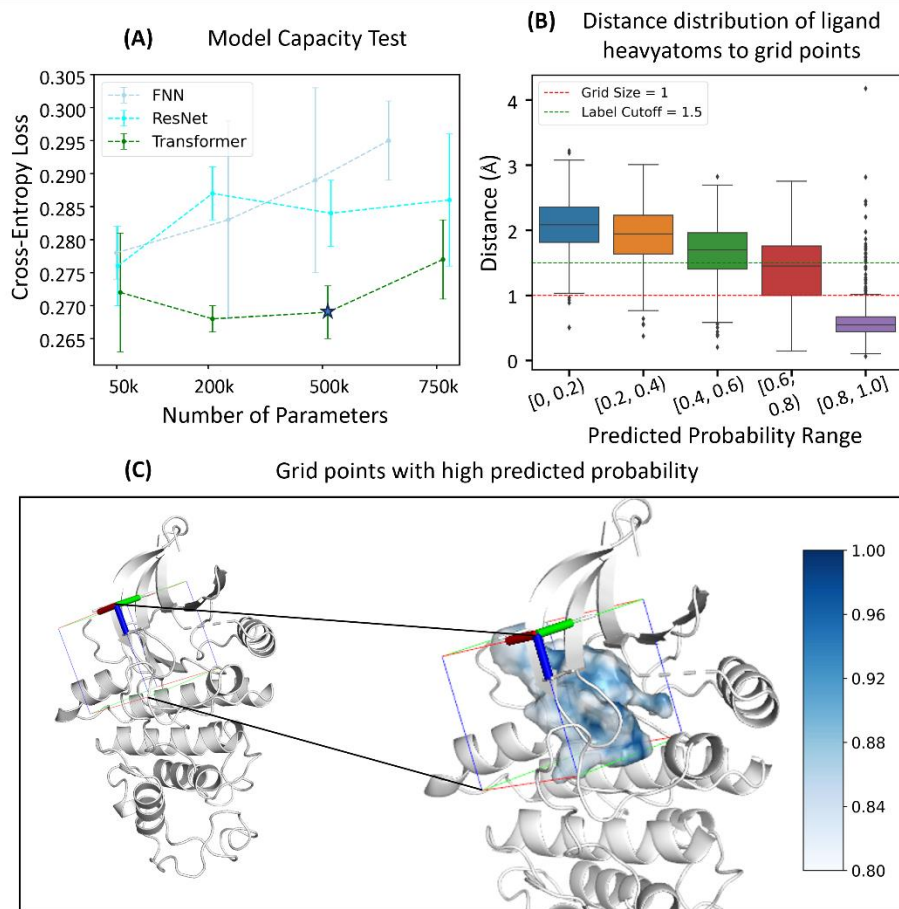 (A) Model Capacity Test
0.305
0.300
0.295
0.290
0.285
0.280
0.275
0.270
0.265
Cross-Entropy Loss
FNN
ResNet
Transformer
50k 200k 500k 750k
Number of Parameters
(B) Distance distribution of ligand
heavyatoms to grid points
4
3
2
1
0
Distance (Å)
Grid Size = 1
Label Cutoff = 1.5
[0, 0.2)
[0.2, 0.4)
[0.4, 0.6)
[0.6,
0.8)
[0.8, 1.0]
Predicted Probability Range
(C) Grid points with high predicted probability
1.00
0.96
0.92
0.88
0.84
0.80